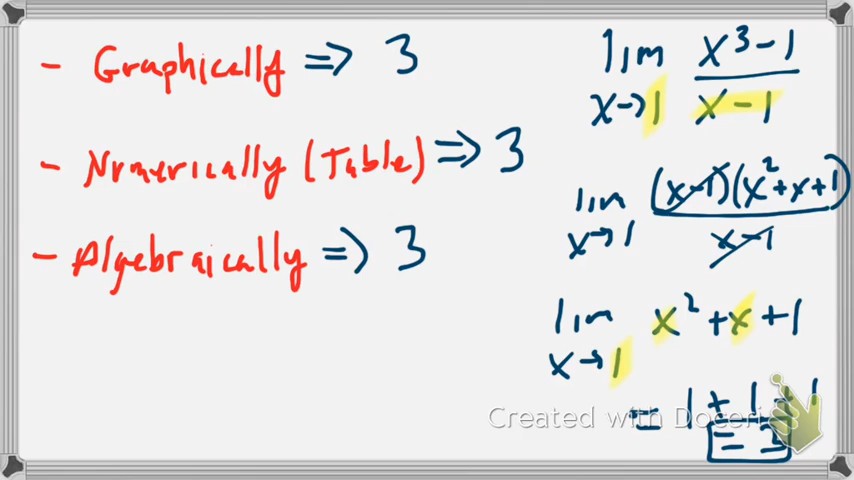 - Graphically => 3
- Numerically (Table) => 3
- Algebraically => 3
lim x³-1
x→1 x-1
lim (x-1)(x²+x+1)
x→1 x-1
lim x²+x+1
x→1
= 1+1+1
= 3
Created with Doceri